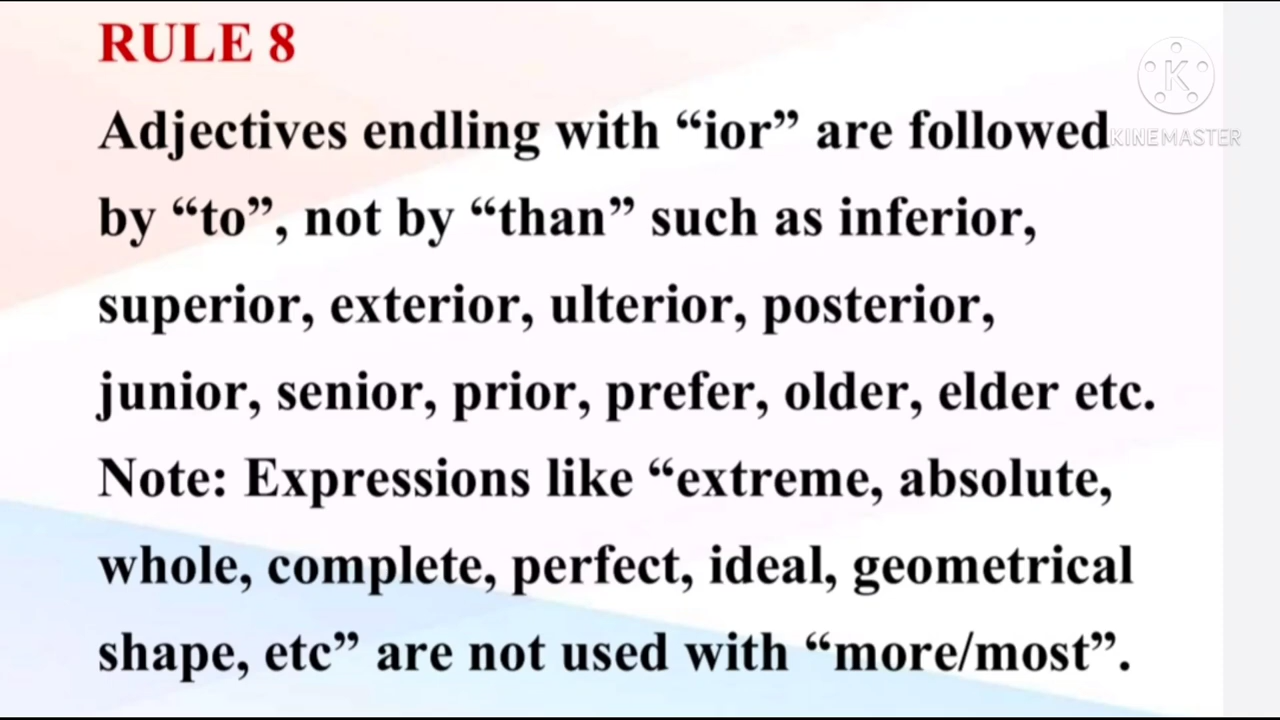 RULE 8
KINEMASTER
Adjectives endling with “ior” are followed
by “to”, not by “than” such as inferior,
superior, exterior, ulterior, posterior,
junior, senior, prior, prefer, older, elder etc.
Note: Expressions like “extreme, absolute,
whole, complete, perfect, ideal, geometrical
shape, etc” are not used with “more/most”.